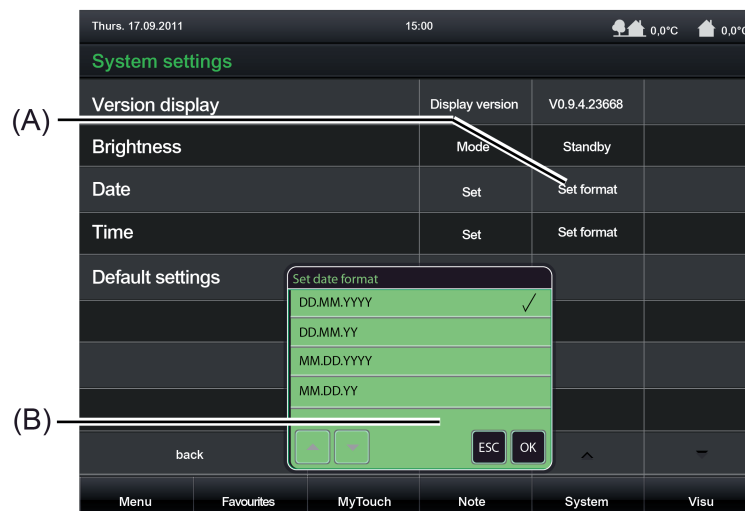 Thurs. 17.09.2011 15:00 0,0°C 0,0°C
System settings
(A)
Version display Display version V0.9.4.23668
Brightness Mode Standby
Date Set Set format
Time Set Set format
Default settings
Set date format
DD.MM.YYYY
DD.MM.YY
MM.DD.YYYY
MM.DD.YY
(B)
ESC OK
back
Menu Favourites MyTouch Note System Visu